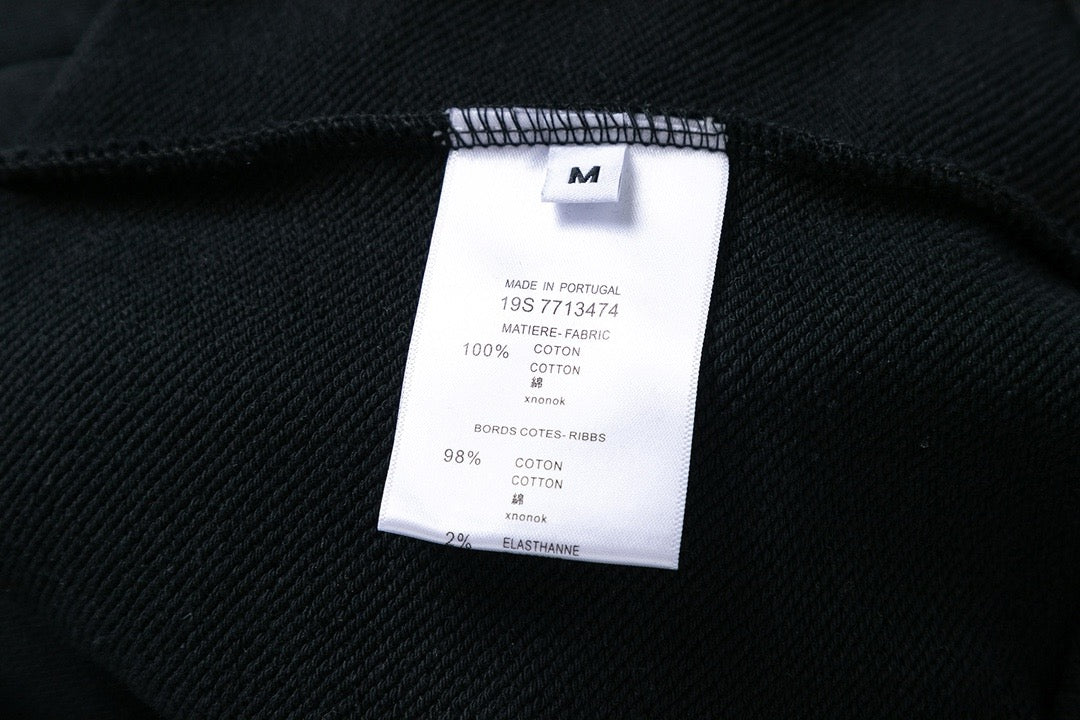 M
MADE IN PORTUGAL
19S 7713474
MATIERE-FABRIC
100% COTON
COTTON
綿
xnonok
BORDS COTES-RIBBS
98% COTON
COTTON
綿
xnonok
2% ELASTHANNE